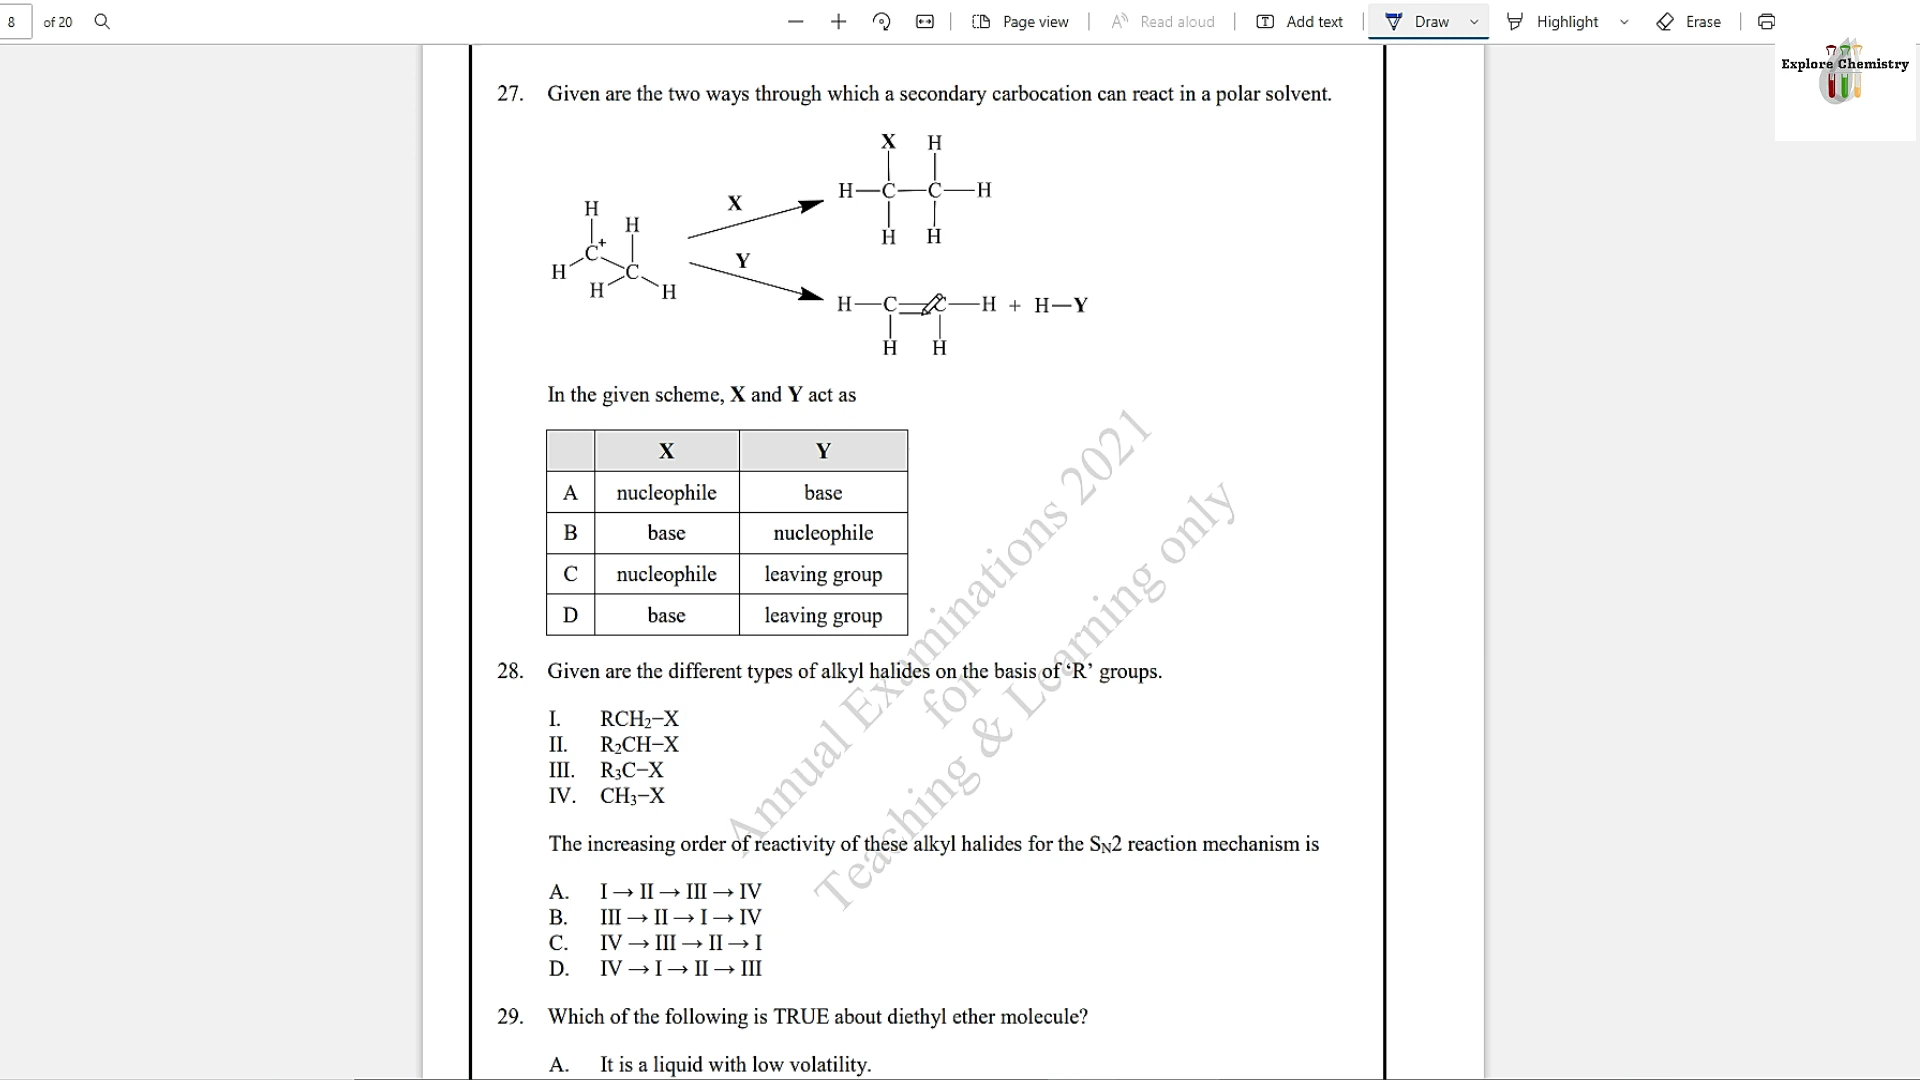 8 of 20 Page view Read aloud Add text Draw Highlight Erase
Explore Chemistry
27. Given are the two ways through which a secondary carbocation can react in a polar solvent.
X H
H C C H
H H
X
H
H
C+
H C
H H
Y
H C C H + H Y
H H
In the given scheme, X and Y act as
X Y
A nucleophile base
B base nucleophile
C nucleophile leaving group
D base leaving group
28. Given are the different types of alkyl halides on the basis of ‘R’ groups.
I. RCH₂−X
II. R₂CH−X
III. R₃C−X
IV. CH₃−X
The increasing order of reactivity of these alkyl halides for the SN2 reaction mechanism is
A. I → II → III → IV
B. III → II → I → IV
C. IV → III → II → I
D. IV → I → II → III
29. Which of the following is TRUE about diethyl ether molecule?
A. It is a liquid with low volatility.
Annual Examinations 2021
for
Teaching & Learning only